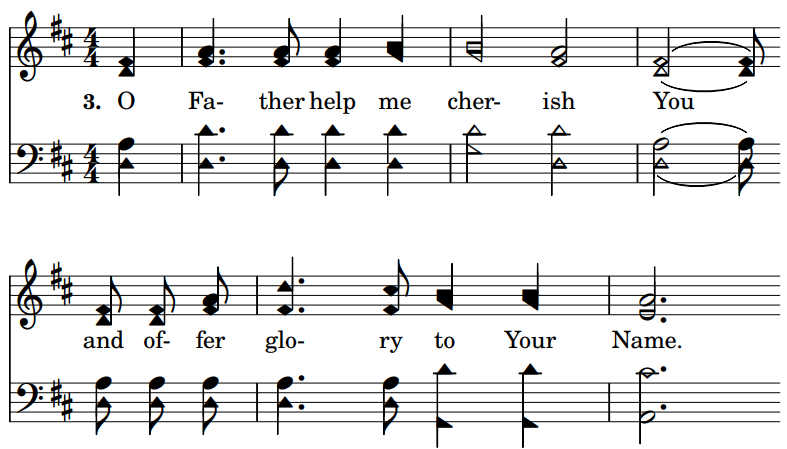 3. O Fa- ther help me cher- ish You
and of- fer glo- ry to Your Name.